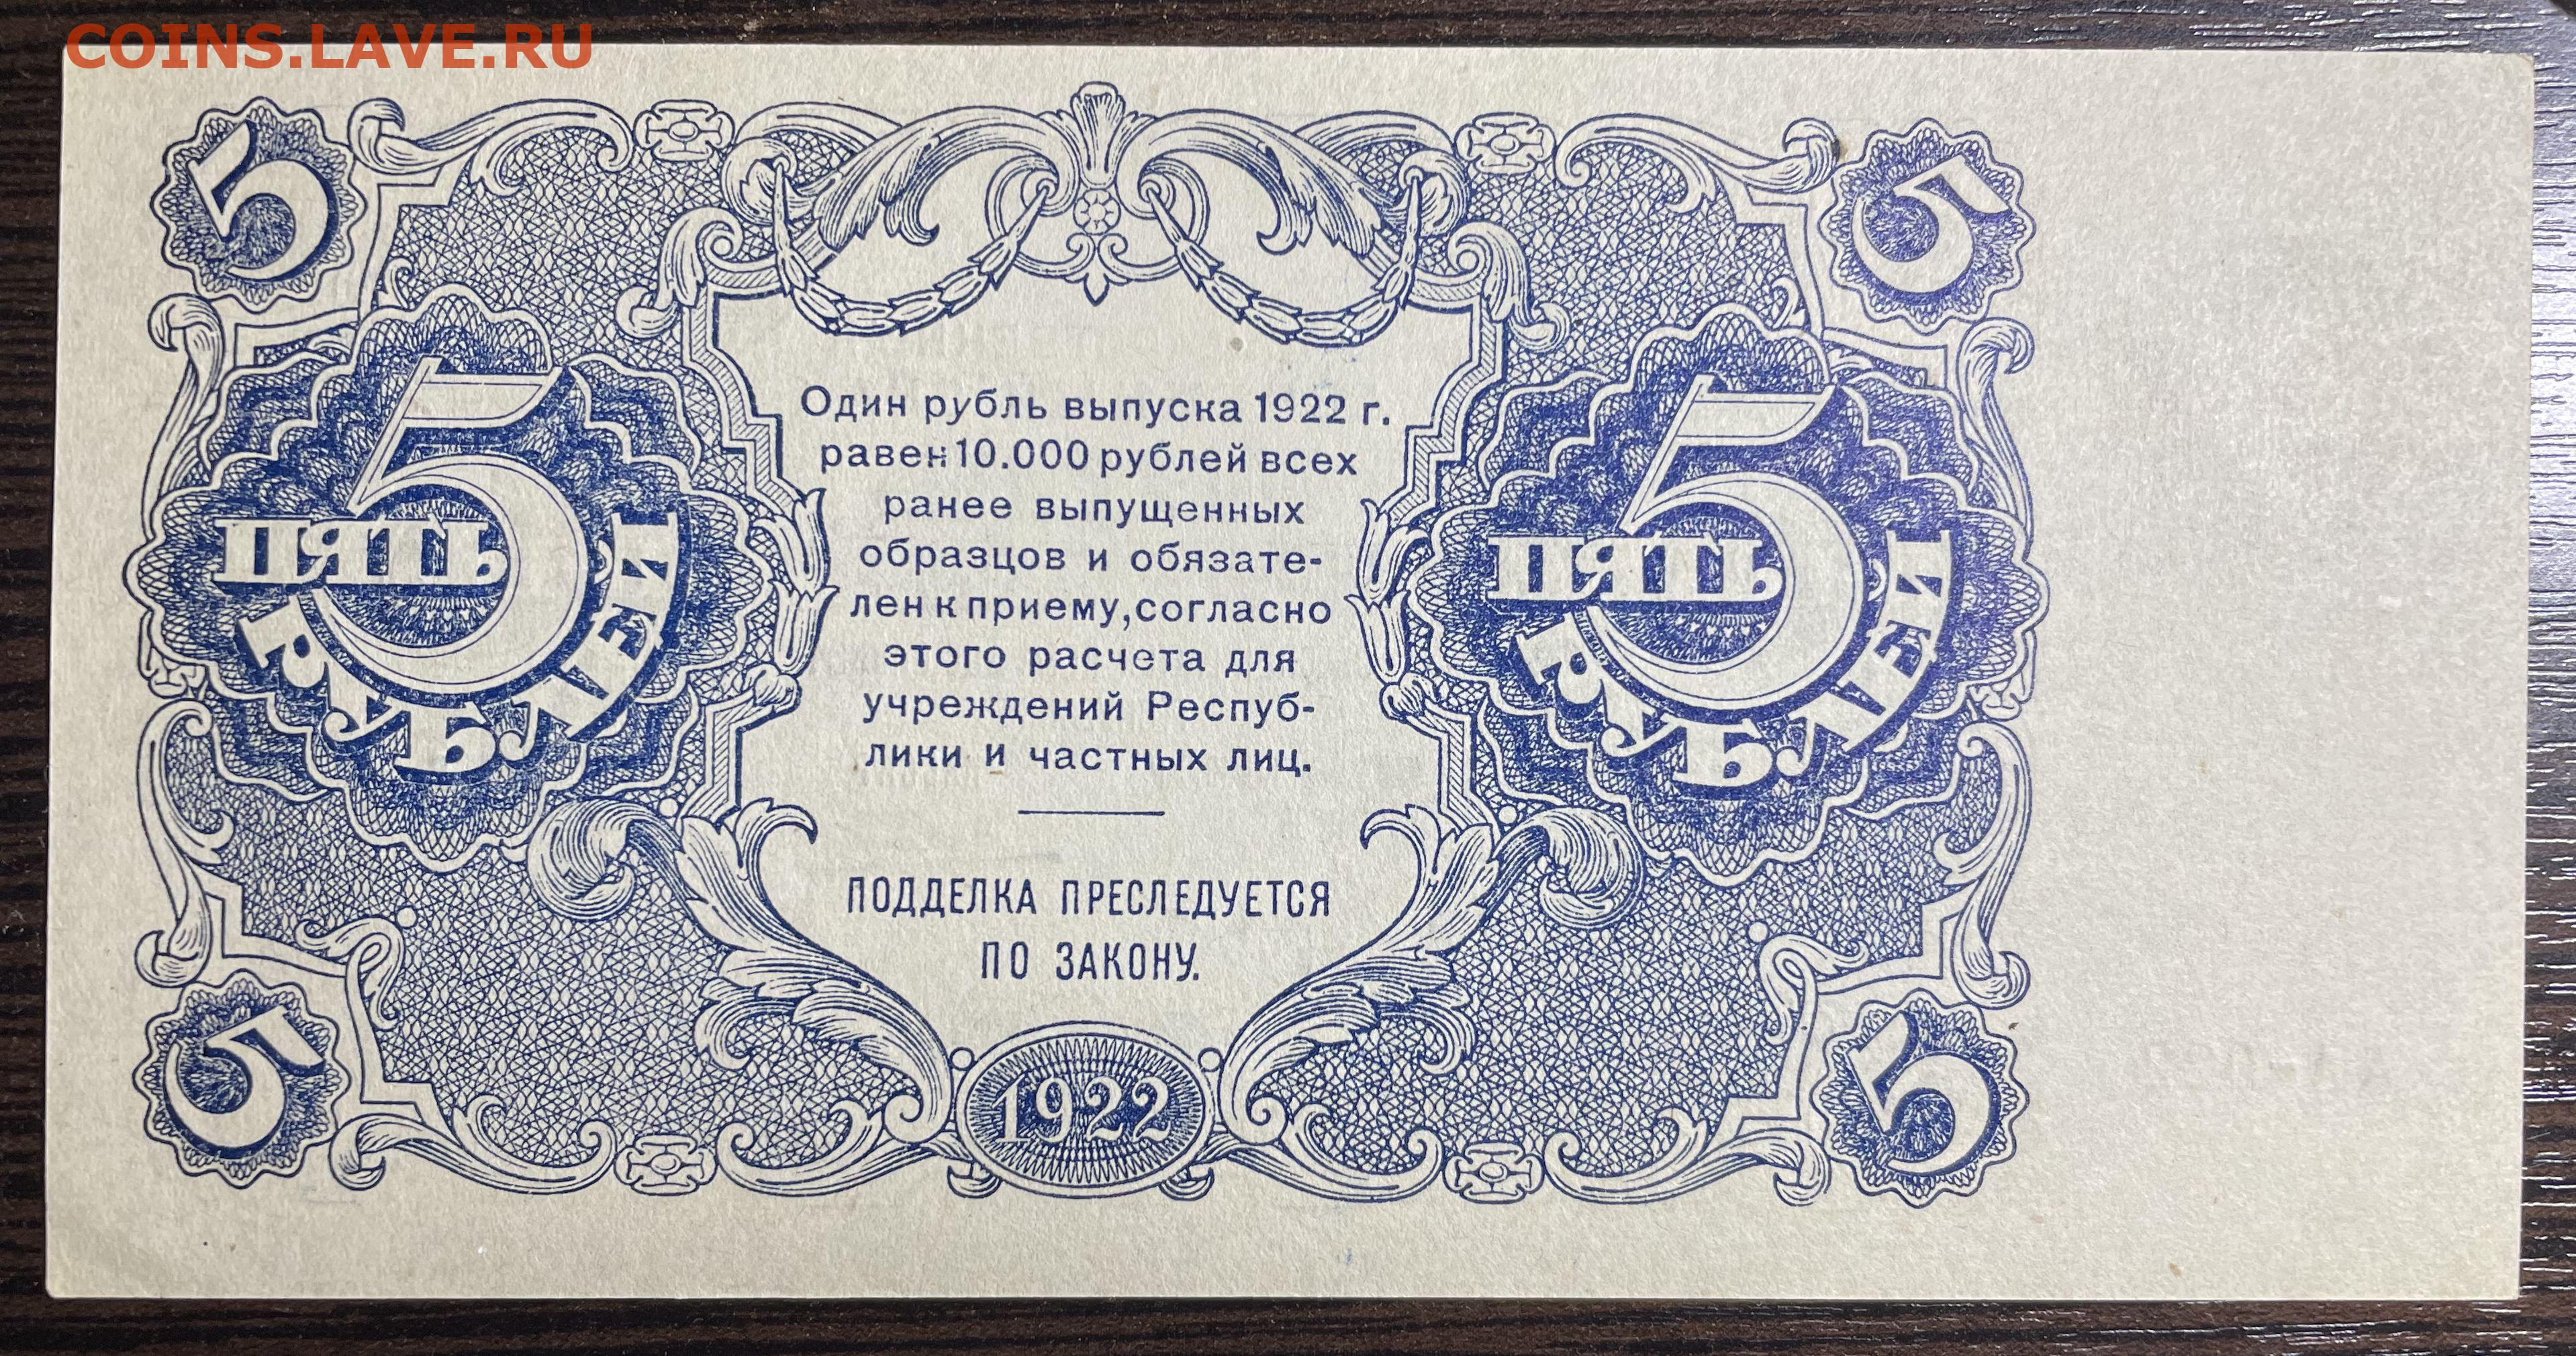 COINS.LAVE.RU
5
5
5 ПЯТЬ РУБЛЕЙ
Один рубль выпуска 1922 г.
равен 10.000 рублей всех
ранее выпущенных
образцов и обязате-
лен к приему, согласно
этого расчета для
учреждений Респуб-
лики и частных лиц.
ПОДДЕЛКА ПРЕСЛЕДУЕТСЯ
ПО ЗАКОНУ.
5 ПЯТЬ РУБЛЕЙ
5
1922
5